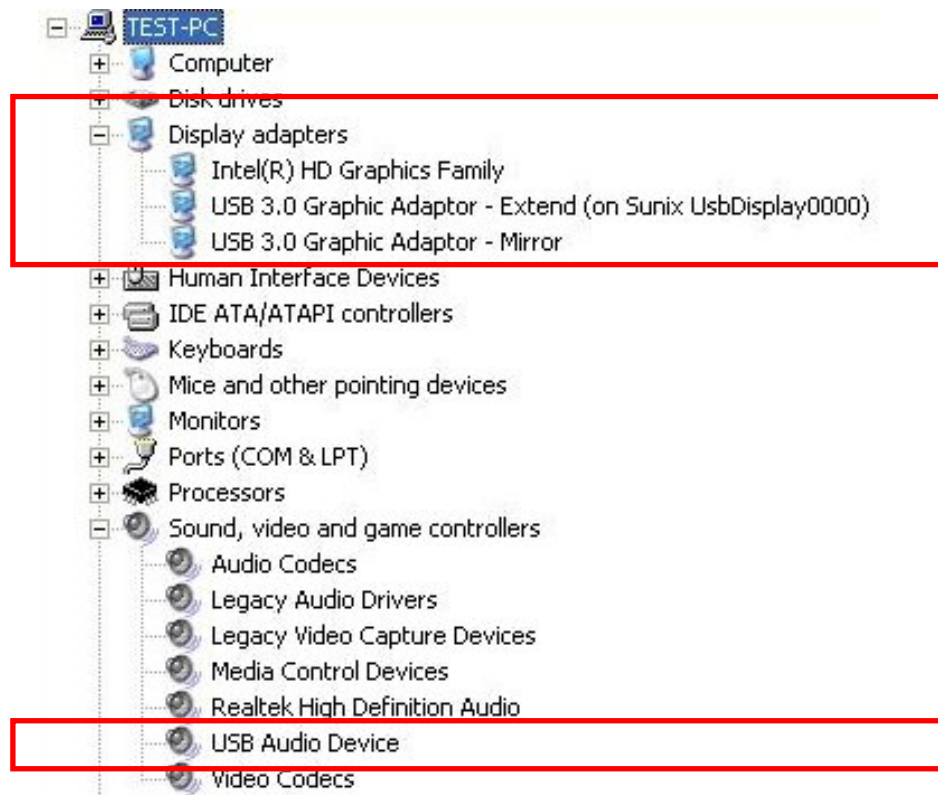 TEST-PC
Computer
Disk drives
Display adapters
Intel(R) HD Graphics Family
USB 3.0 Graphic Adaptor - Extend (on Sunix UsbDisplay0000)
USB 3.0 Graphic Adaptor - Mirror
Human Interface Devices
IDE ATA/ATAPI controllers
Keyboards
Mice and other pointing devices
Monitors
Ports (COM & LPT)
Processors
Sound, video and game controllers
Audio Codecs
Legacy Audio Drivers
Legacy Video Capture Devices
Media Control Devices
Realtek High Definition Audio
USB Audio Device
Video Codecs